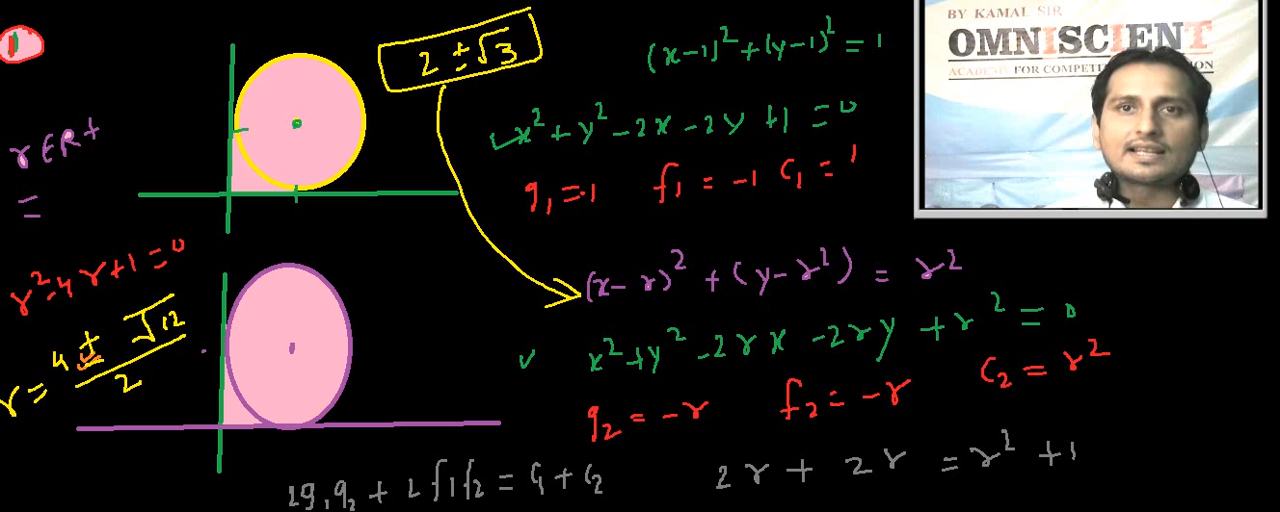 1
2 ± √3
(x-1)² + (y-1)² = 1
BY KAMAL SIR
OMNISCIENT
ACADEMY FOR COMPETI TION
r ∈ R+
=
x² + y² - 2x - 2y + 1 = 0
g₁ = -1 f₁ = -1 c₁ = 1
r² - 4r + 1 = 0
(x - r)² + (y - r²) = r²
r = 4 ± √12 / 2
x² + y² - 2rx - 2ry + r² = 0
g₂ = -r f₂ = -r c₂ = r²
2g₁g₂ + 2f₁f₂ = c₁ + c₂
2r + 2r = r² + 1